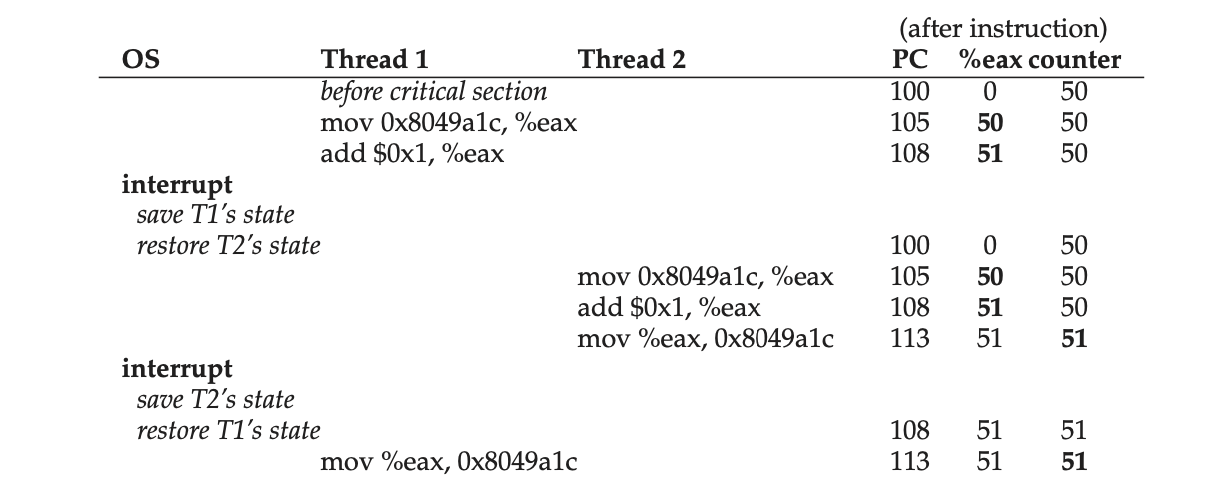 (after instruction)
OS Thread 1 Thread 2 PC %eax counter
before critical section 100 0 50
mov 0x8049a1c, %eax 105 50 50
add $0x1, %eax 108 51 50
interrupt
save T1's state
restore T2's state 100 0 50
mov 0x8049a1c, %eax 105 50 50
add $0x1, %eax 108 51 50
mov %eax, 0x8049a1c 113 51 51
interrupt
save T2's state
restore T1's state 108 51 51
mov %eax, 0x8049a1c 113 51 51